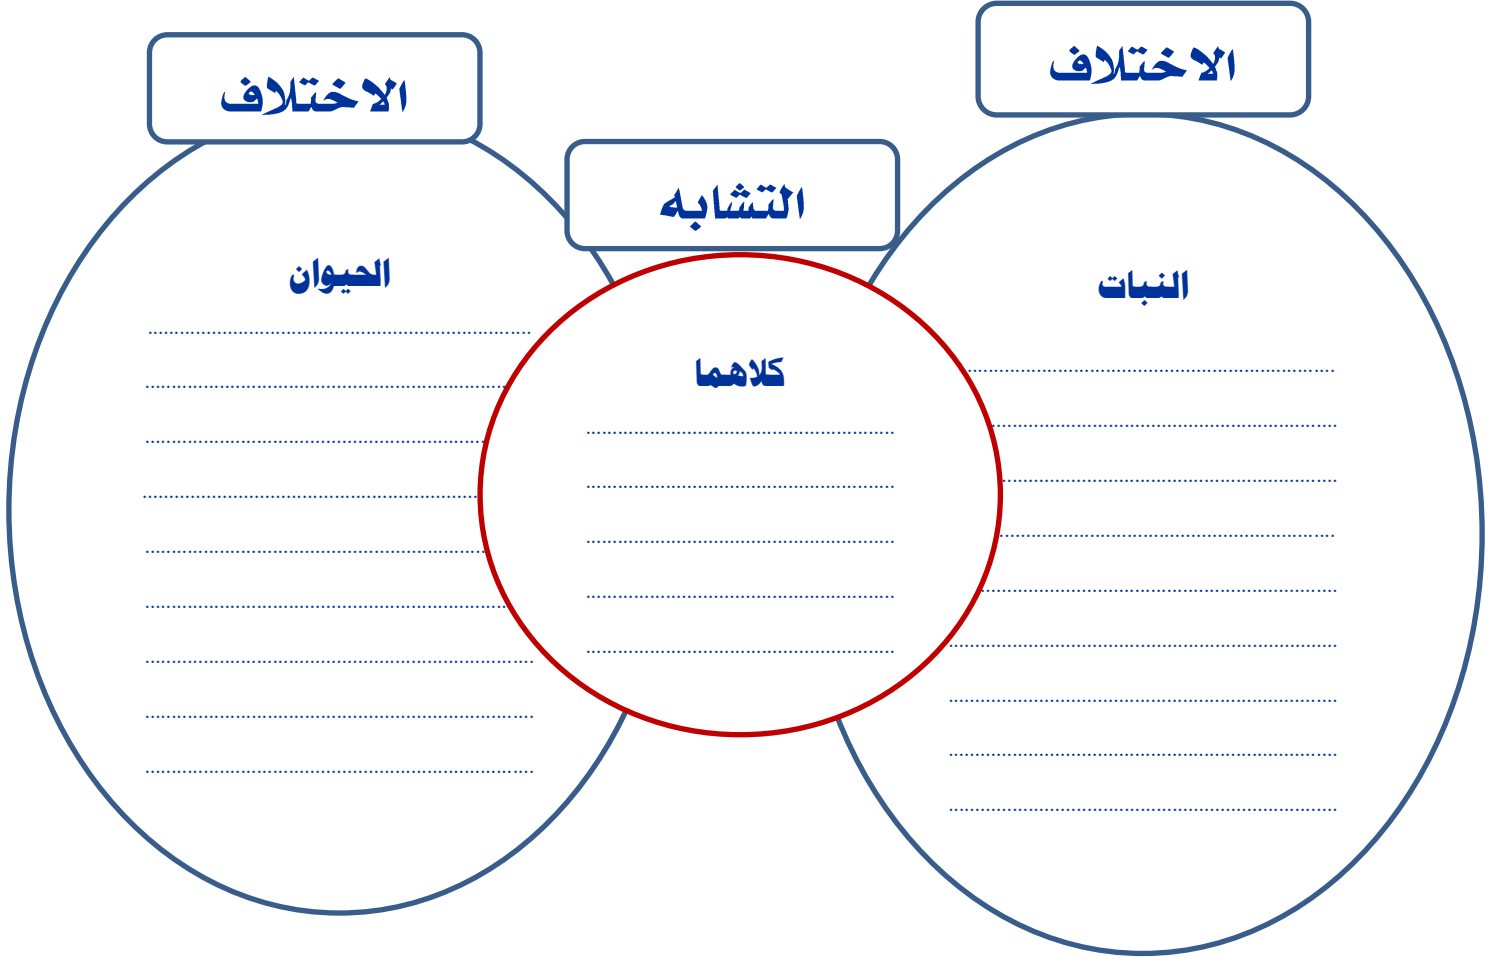 الاختلاف
الاختلاف
التشابه
النبات
الحيوان
كلاهما